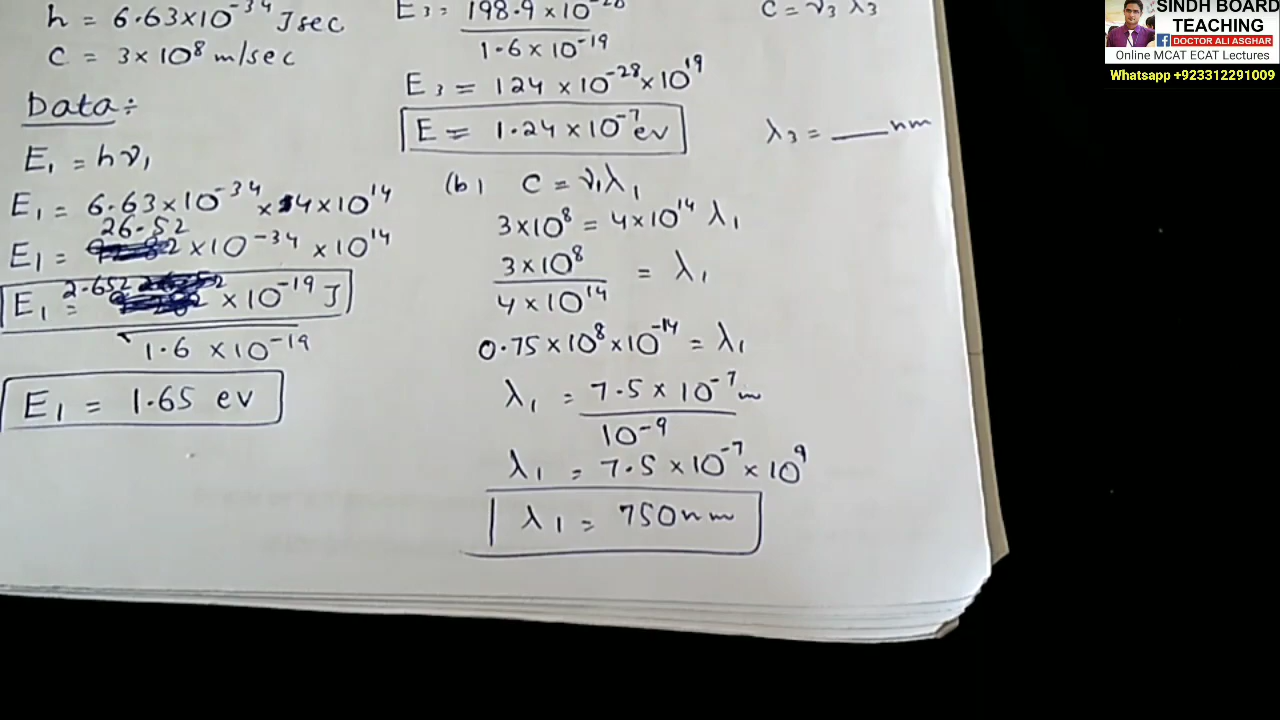 h = 6.63×10⁻³⁴ Jsec
C = 3×10⁸ m/sec
Data÷
E₁ = hν₁
E₁ = 6.63×10⁻³⁴ × 4×10¹⁴
26.52
E₁ = ×10⁻³⁴ ×10¹⁴
E₁ = 2.652 ×10⁻¹⁹ J
1.6 ×10⁻¹⁹
E₁ = 1.65 ev
E₃ = 198.9×10⁻²⁸
1.6×10⁻¹⁹
E₃ = 124 ×10⁻²⁸×10¹⁹
E = 1.24×10⁻⁷ev
(b) C = ν₁λ₁
3×10⁸ = 4×10¹⁴ λ₁
3×10⁸ = λ₁
4×10¹⁴
0.75×10⁸×10⁻¹⁴ = λ₁
λ₁ = 7.5×10⁻⁷m
10⁻⁹
λ₁ = 7.5×10⁻⁷×10⁹
λ₁ = 750nm
C = ν₃ λ₃
λ₃ = ___nm
SINDH BOARD
TEACHING
DOCTOR ALI ASGHAR
Online MCAT ECAT Lectures
Whatsapp +923312291009